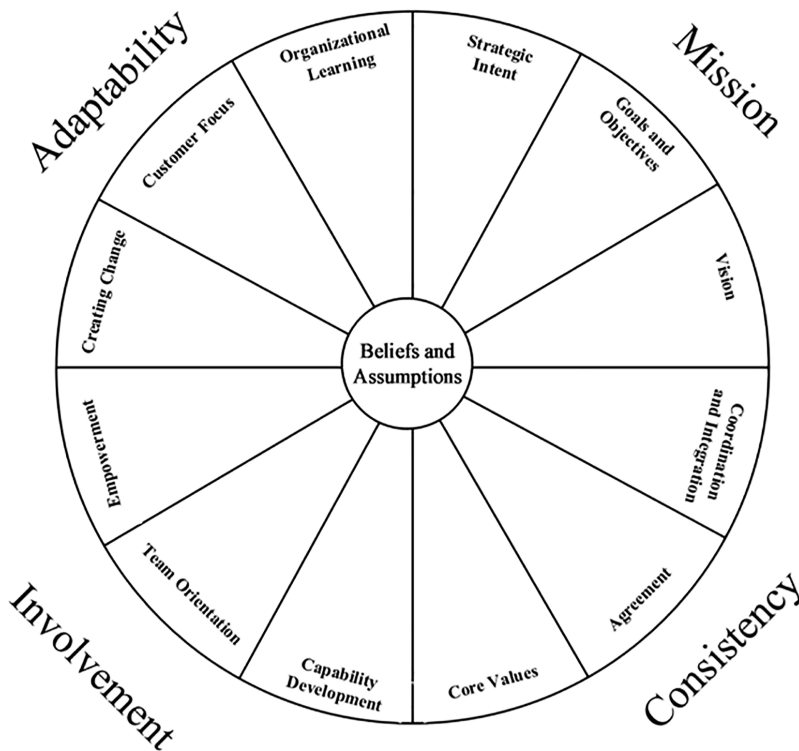 Adaptability
Mission
Organizational
Learning
Strategic
Intent
Customer Focus
Goals and
Objectives
Creating Change
Vision
Beliefs and
Assumptions
Empowerment
Coordination
and Integration
Team Orientation
Agreement
Capability
Development
Core Values
Involvement
Consistency